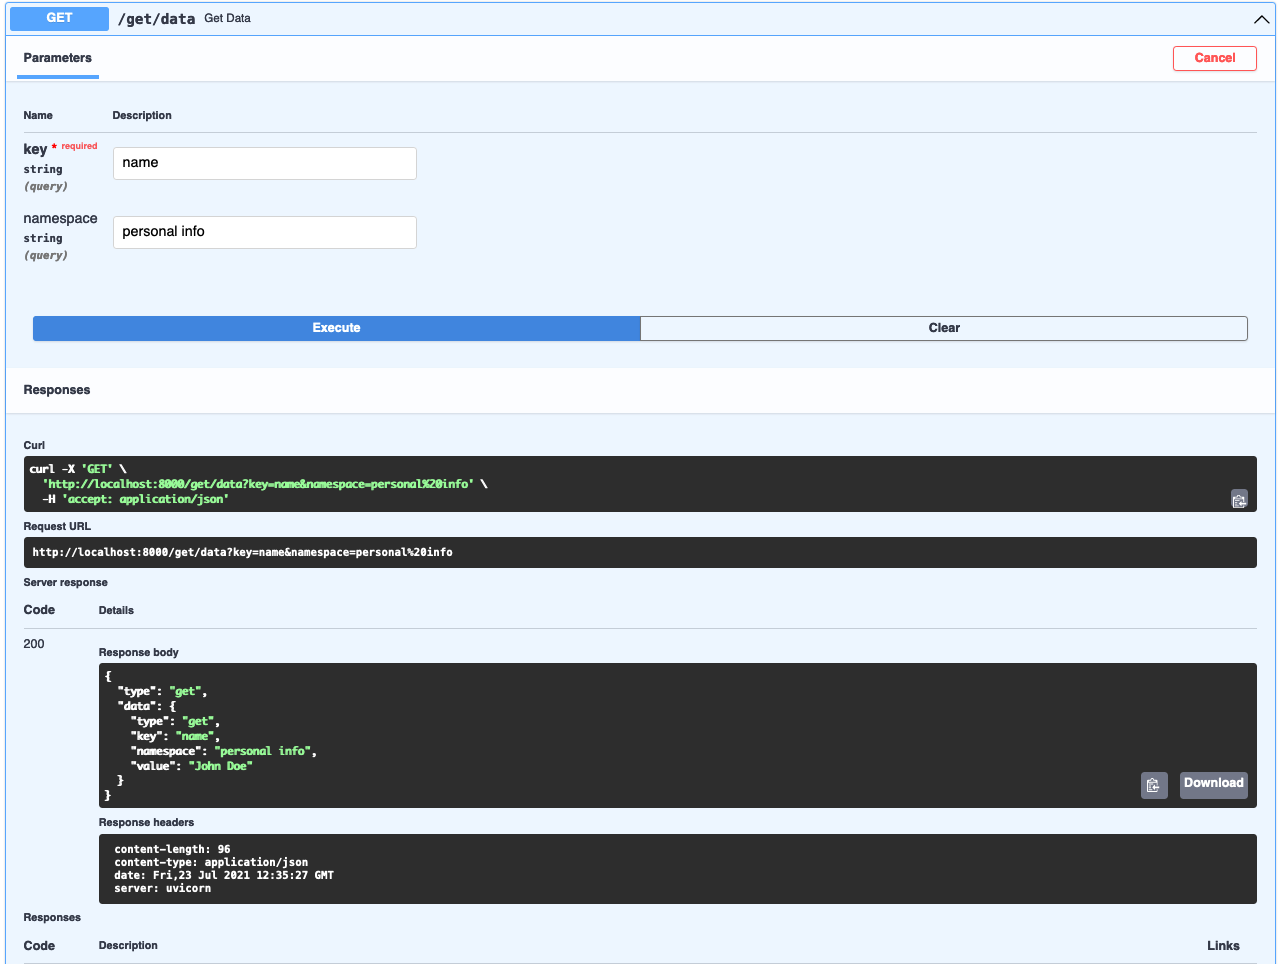 GET /get/data Get Data
Parameters
Cancel
Name Description
key * required
string
(query)
name
namespace
string
(query)
personal info
Execute
Clear
Responses
Curl
curl -X 'GET' \
'http://localhost:8000/get/data?key=name&namespace=personal%20info' \
-H 'accept: application/json'
Request URL
http://localhost:8000/get/data?key=name&namespace=personal%20info
Server response
Code Details
200
Response body
{
"type": "get",
"data": {
"type": "get",
"key": "name",
"namespace": "personal info",
"value": "John Doe"
}
}
Download
Response headers
content-length: 96
content-type: application/json
date: Fri,23 Jul 2021 12:35:27 GMT
server: uvicorn
Responses
Code Description Links